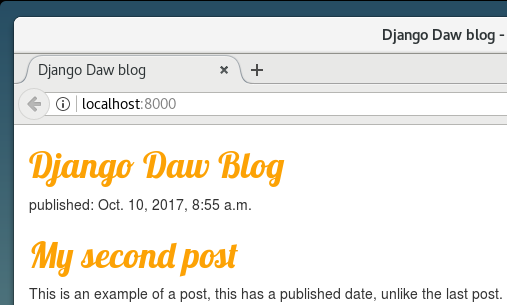 Django Daw blog -
Django Daw blog
localhost:8000
Django Daw Blog
published: Oct. 10, 2017, 8:55 a.m.
My second post
This is an example of a post, this has a published date, unlike the last post.